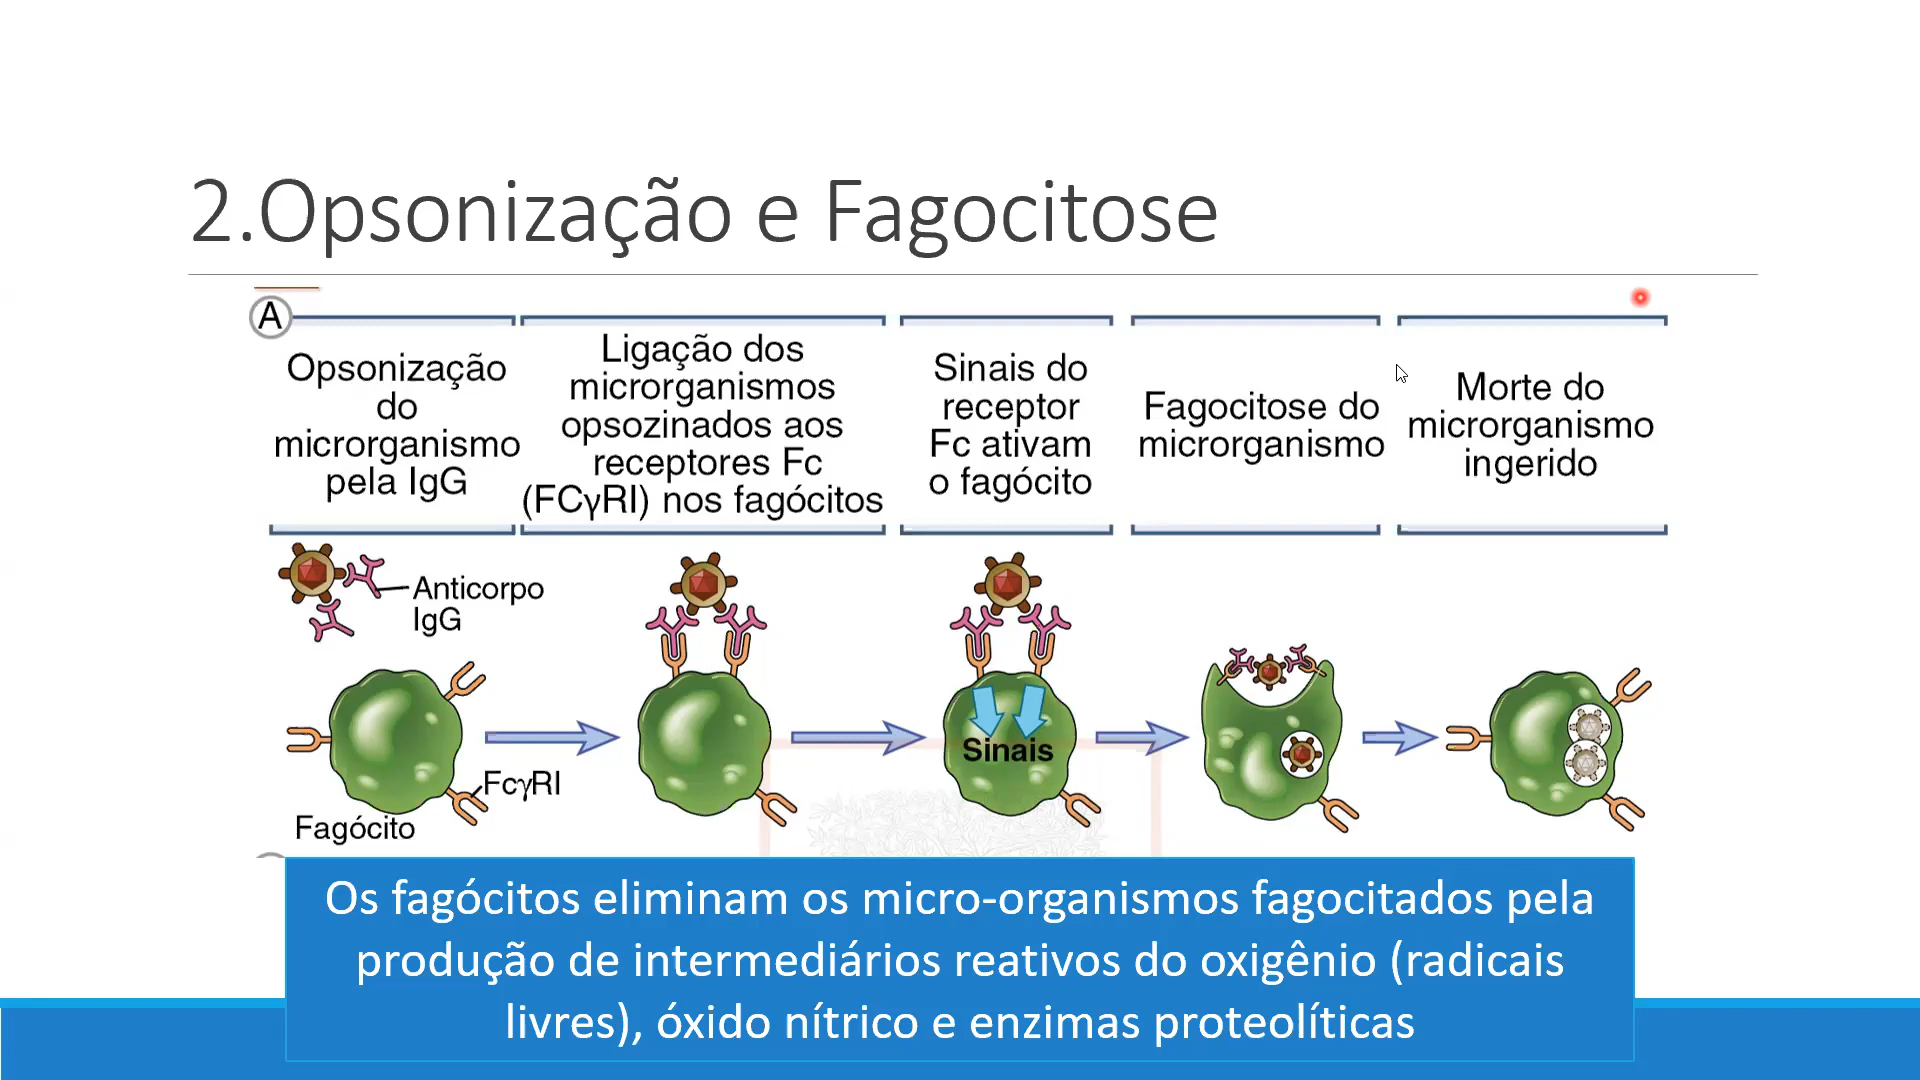 2.Opsonização e Fagocitose
A
Opsonização
do
microrganismo
pela IgG
Ligação dos
microrganismos
opsozinados aos
receptores Fc
(FCγRI) nos fagócitos
Sinais do
receptor
Fc ativam
o fagócito
Fagocitose do
microrganismo
Morte do
microrganismo
ingerido
Anticorpo
IgG
Sinais
FcγRI
Fagócito
Os fagócitos eliminam os micro-organismos fagocitados pela
produção de intermediários reativos do oxigênio (radicais
livres), óxido nítrico e enzimas proteolíticas